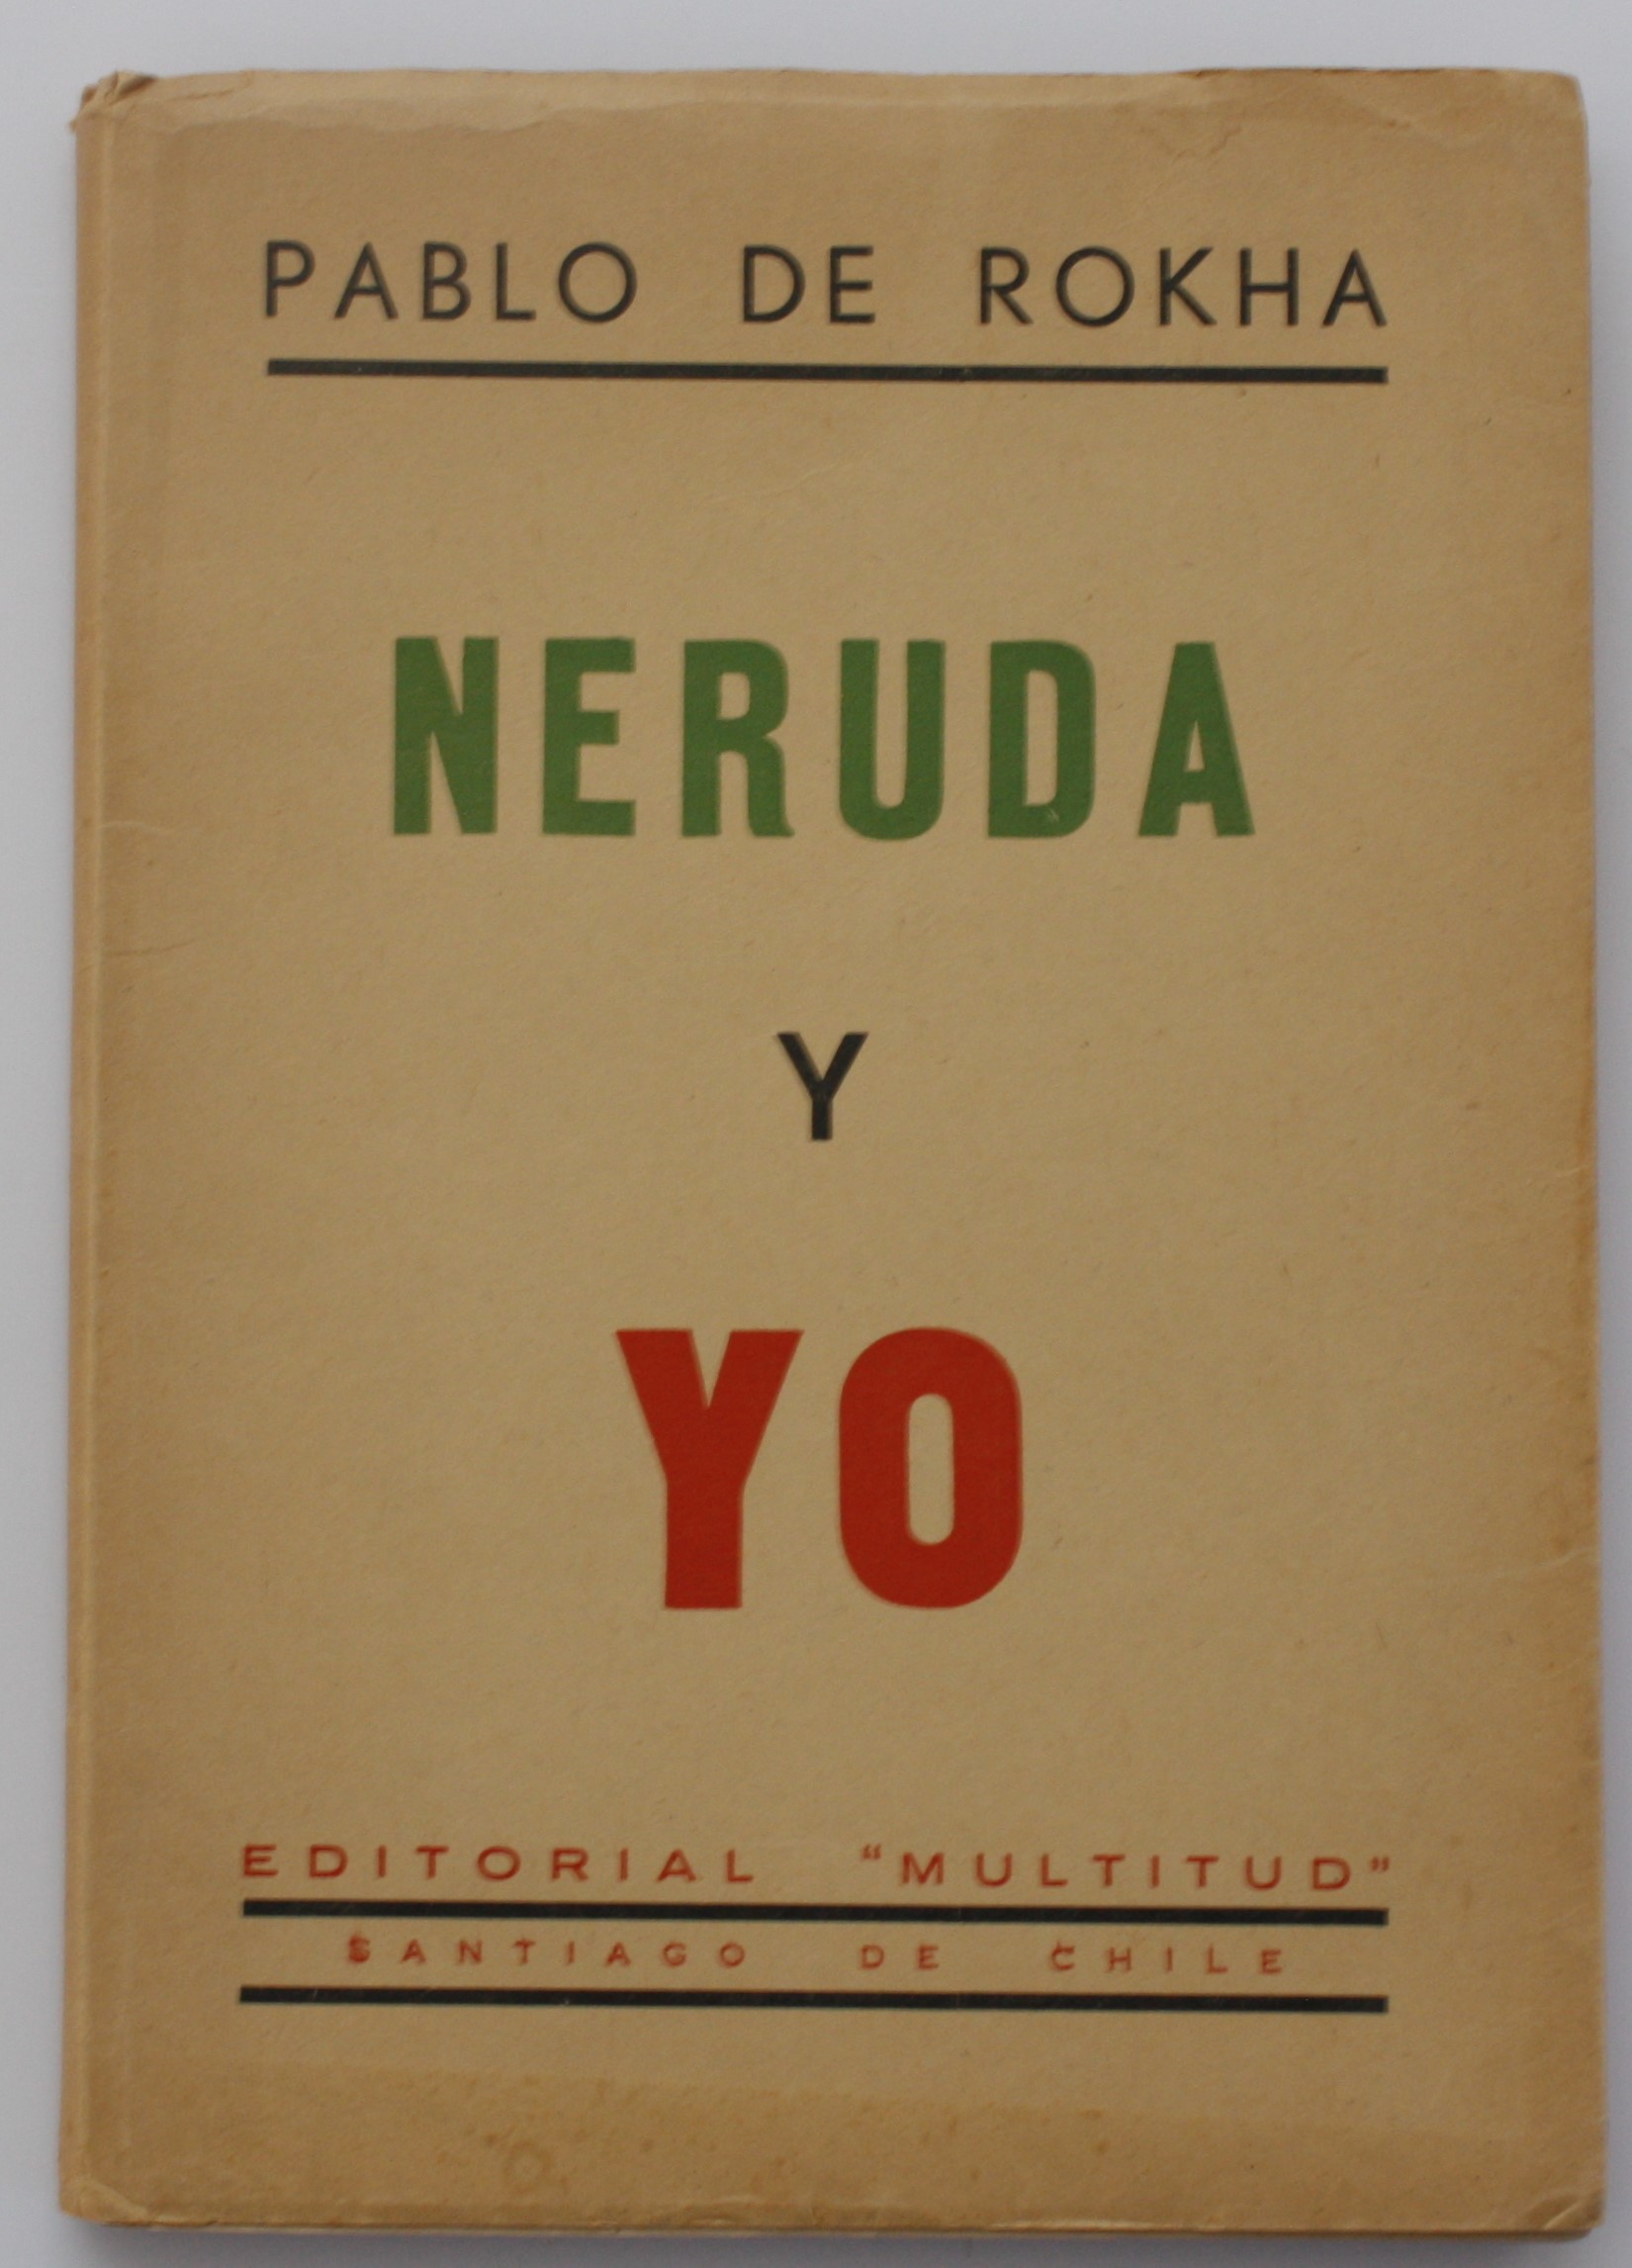 PABLO DE ROKHA
NERUDA
Y
YO
EDITORIAL "MULTITUD"
SANTIAGO DE CHILE